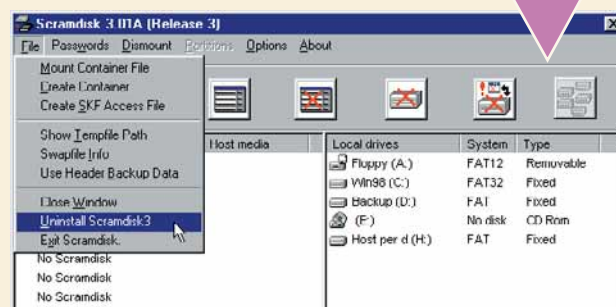 Scramdisk 3.01A (Release 3)
File Passwords Dismount Partitions Options About
Mount Container File
Create Container
Create SKF Access File
Show Tempfile Path
Swapfile Info
Use Header Backup Data
Close Window
Uninstall Scramdisk3
Exit Scramdisk.
Host media
No Scramdisk
No Scramdisk
No Scramdisk
Local drives System Type
Floppy (A:) FAT12 Removable
Win98 (C:) FAT32 Fixed
Backup (D:) FAT Fixed
(F:) No disk CD Rom
Host per d (H:) FAT Fixed